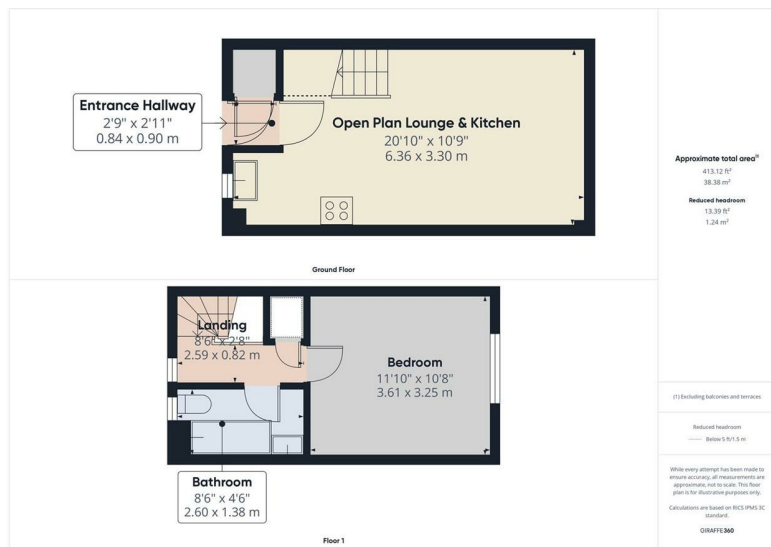 Entrance Hallway
2'9" x 2'11"
0.84 x 0.90 m
Open Plan Lounge & Kitchen
20'10" x 10'9"
6.36 x 3.30 m
Ground Floor
Landing
8'6" x 2'8"
2.59 x 0.82 m
Bedroom
11'10" x 10'8"
3.61 x 3.25 m
Bathroom
8'6" x 4'6"
2.60 x 1.38 m
Floor 1
Approximate total area⁽¹⁾
413.12 ft²
38.38 m²
Reduced headroom
13.39 ft²
1.24 m²
(1) Excluding balconies and terraces
Reduced headroom
Below 5 ft/1.5 m
While every attempt has been made to
ensure accuracy, all measurements are
approximate, not to scale. This floor
plan is for illustrative purposes only.
Calculations are based on RICS IPMS 3C
standard.
GIRAFFE360